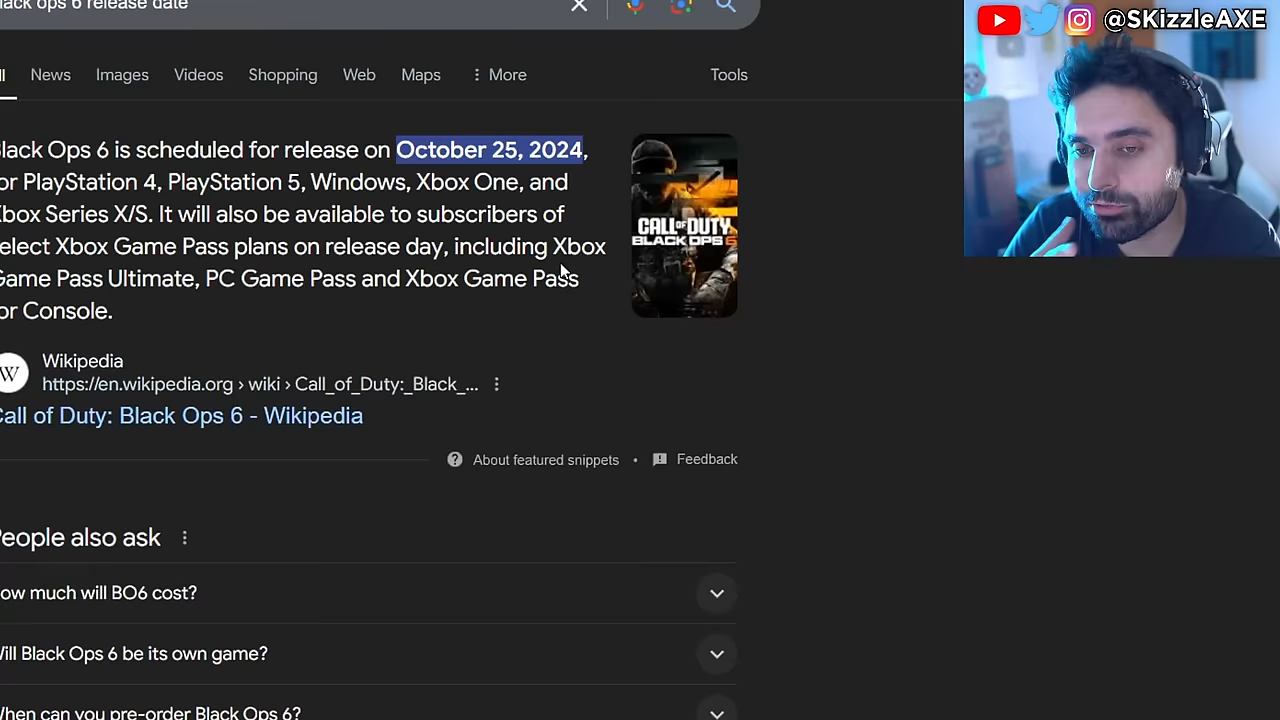 lack ops 6 release date
@SKizzleAXE
ll
News
Images
Videos
Shopping
Web
Maps
More
Tools
Black Ops 6 is scheduled for release on October 25, 2024,
or PlayStation 4, PlayStation 5, Windows, Xbox One, and
Xbox Series X/S. It will also be available to subscribers of
elect Xbox Game Pass plans on release day, including Xbox
Game Pass Ultimate, PC Game Pass and Xbox Game Pass
or Console.
CALL OF DUTY
BLACK OPS 6
W
Wikipedia
https://en.wikipedia.org › wiki › Call_of_Duty:_Black_...
Call of Duty: Black Ops 6 - Wikipedia
About featured snippets
•
Feedback
People also ask
ow much will BO6 cost?
Will Black Ops 6 be its own game?
When can you pre-order Black Ops 6?